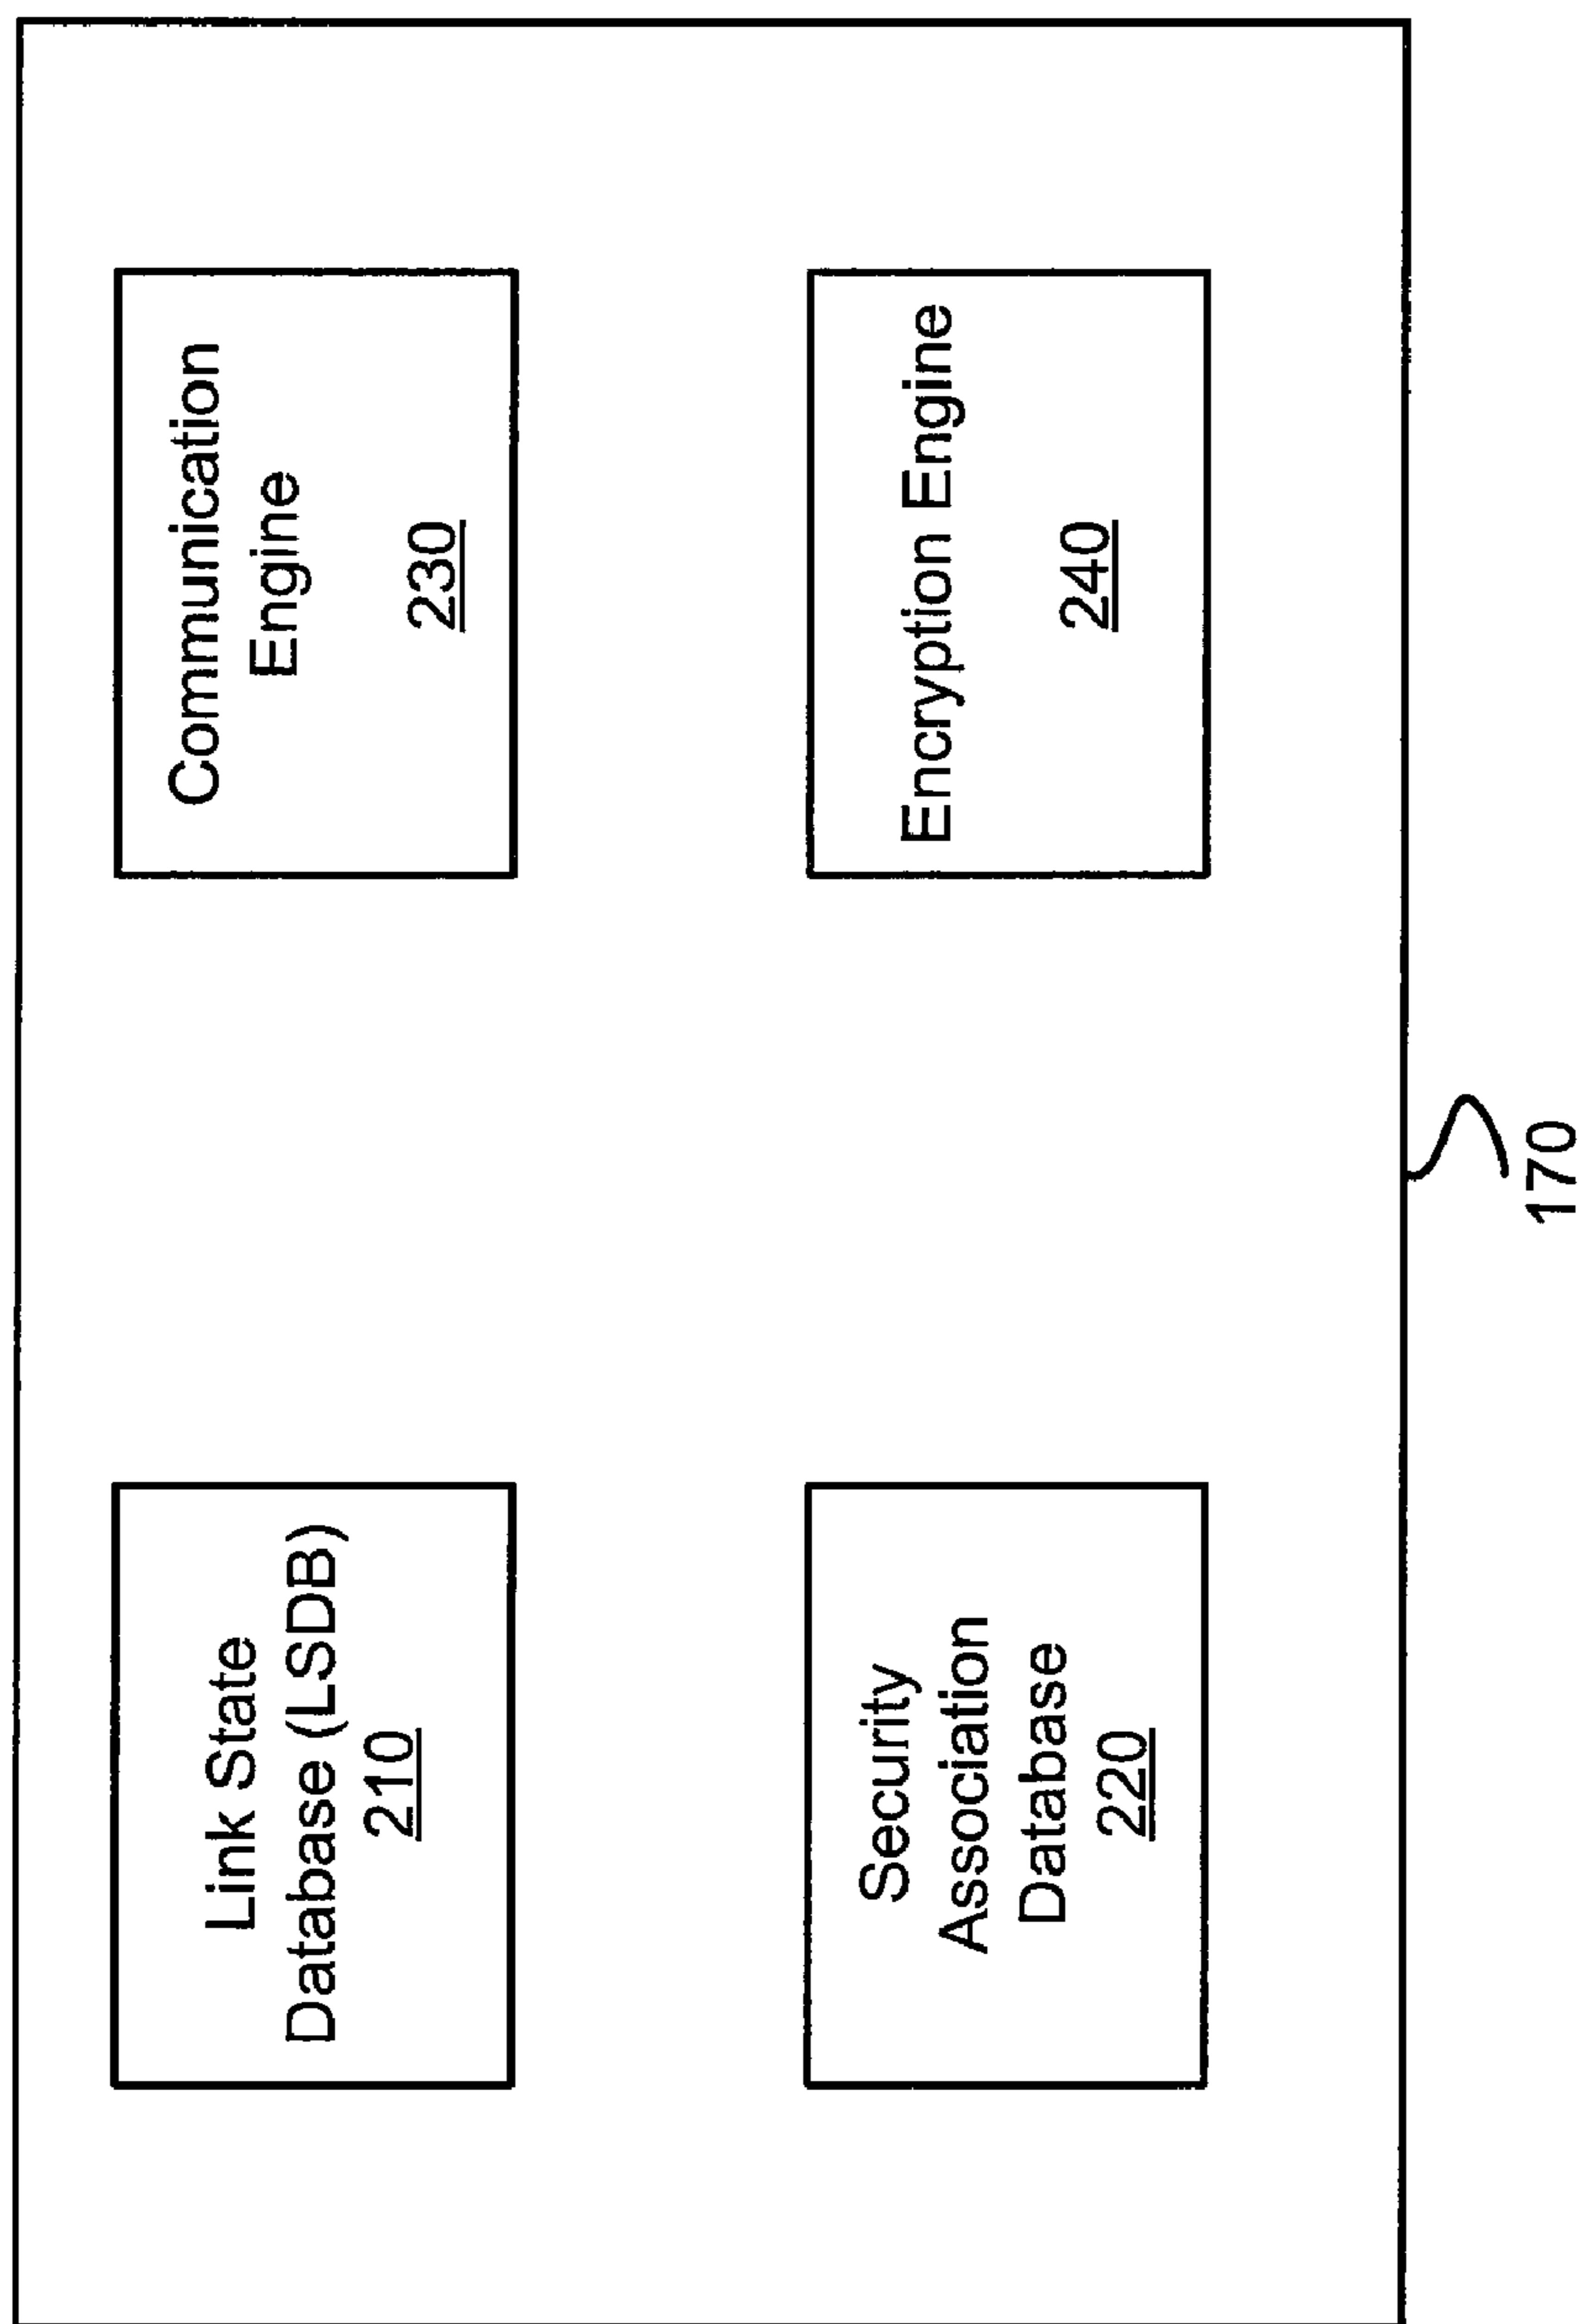 Link State
Database (LSDB)
210
Communication
Engine
230
Security
Association
Database
220
Encryption Engine
240
170